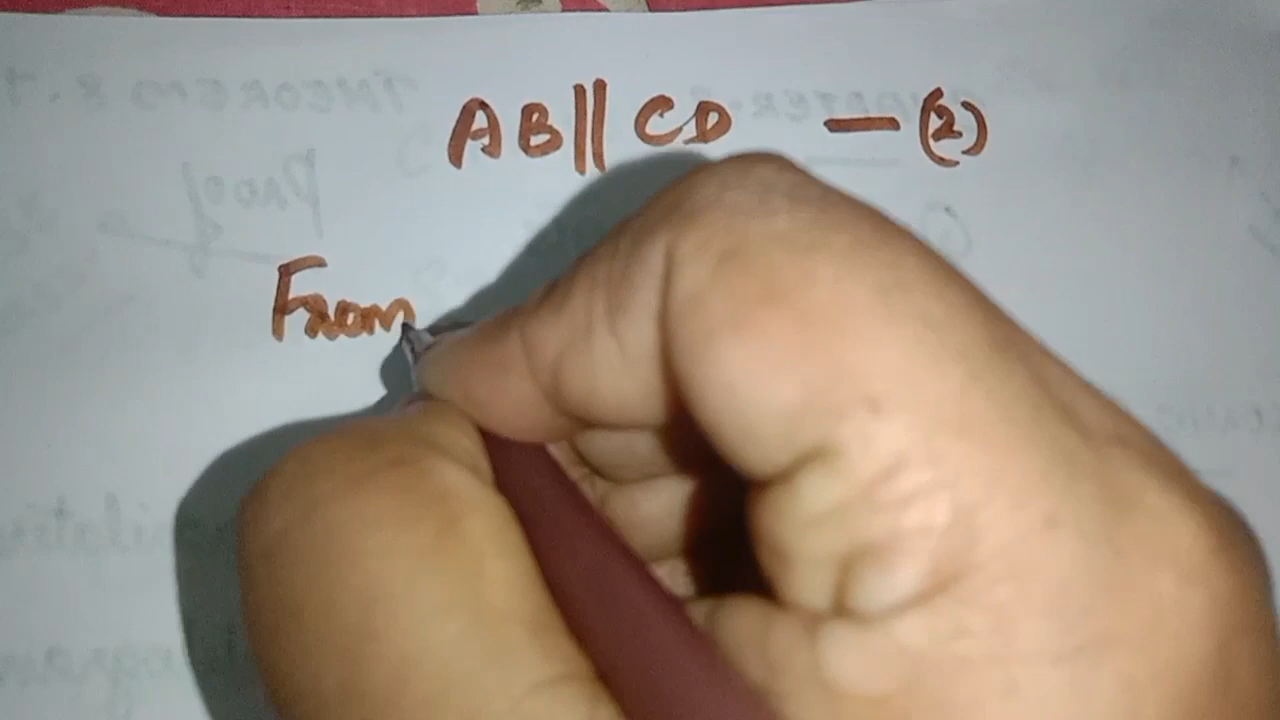 AB || CD — (2)
From